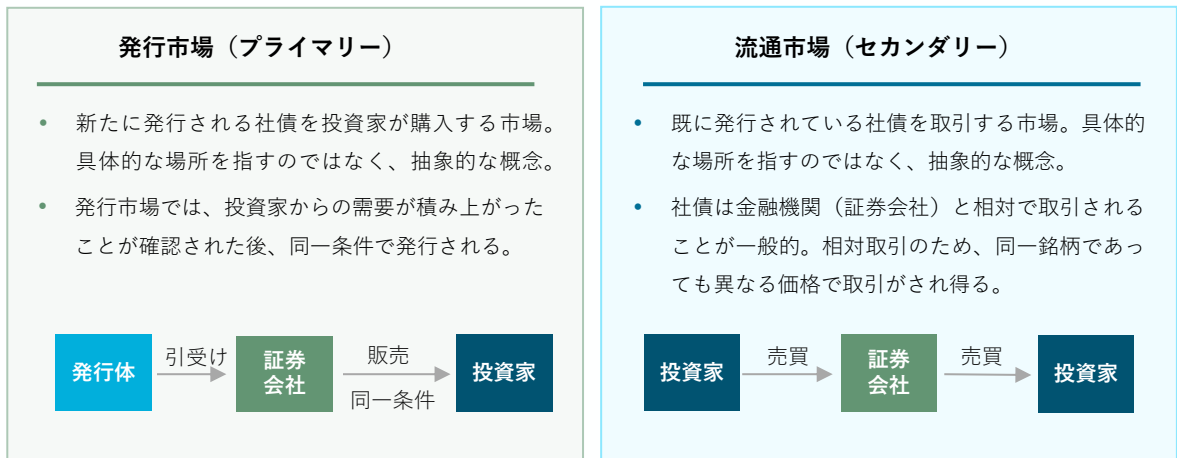 発行市場（プライマリー）
• 新たに発行される社債を投資家が購入する市場。
具体的な場所を指すのではなく、抽象的な概念。
• 発行市場では、投資家からの需要が積み上がった
ことが確認された後、同一条件で発行される。
発行体
引受け
証券
会社
販売
同一条件
投資家
流通市場（セカンダリー）
• 既に発行されている社債を取引する市場。具体的
な場所を指すのではなく、抽象的な概念。
• 社債は金融機関（証券会社）と相対で取引される
ことが一般的。相対取引のため、同一銘柄であっ
ても異なる価格で取引がされ得る。
投資家
売買
証券
会社
売買
投資家